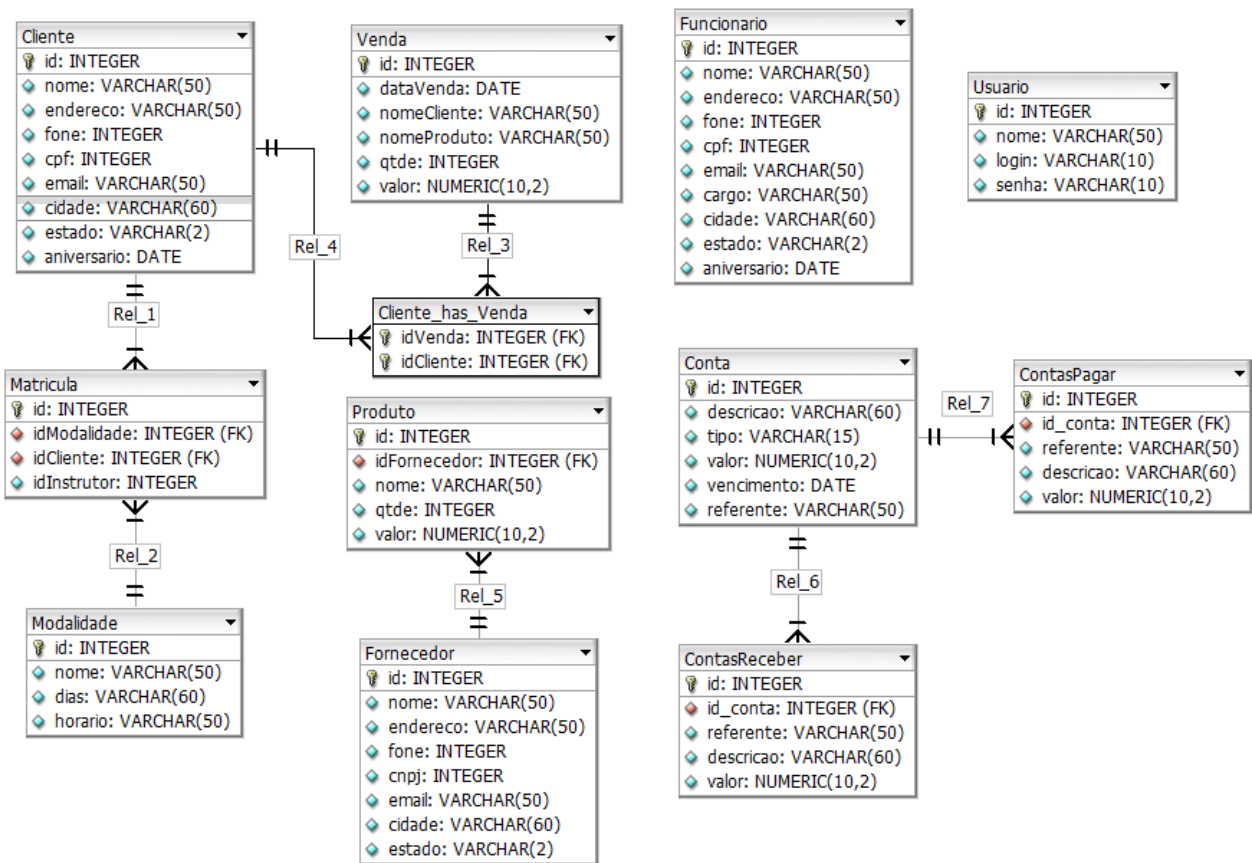 Cliente
id: INTEGER
nome: VARCHAR(50)
endereco: VARCHAR(50)
fone: INTEGER
cpf: INTEGER
email: VARCHAR(50)
cidade: VARCHAR(60)
estado: VARCHAR(2)
aniversario: DATE
Venda
id: INTEGER
dataVenda: DATE
nomeCliente: VARCHAR(50)
nomeProduto: VARCHAR(50)
qtde: INTEGER
valor: NUMERIC(10,2)
Funcionario
id: INTEGER
nome: VARCHAR(50)
endereco: VARCHAR(50)
fone: INTEGER
cpf: INTEGER
email: VARCHAR(50)
cargo: VARCHAR(50)
cidade: VARCHAR(60)
estado: VARCHAR(2)
aniversario: DATE
Usuario
id: INTEGER
nome: VARCHAR(50)
login: VARCHAR(10)
senha: VARCHAR(10)
Rel_4
Rel_3
Rel_1
Cliente_has_Venda
idVenda: INTEGER (FK)
idCliente: INTEGER (FK)
Matricula
id: INTEGER
idModalidade: INTEGER (FK)
idCliente: INTEGER (FK)
idInstrutor: INTEGER
Produto
id: INTEGER
idFornecedor: INTEGER (FK)
nome: VARCHAR(50)
qtde: INTEGER
valor: NUMERIC(10,2)
Conta
id: INTEGER
descricao: VARCHAR(60)
tipo: VARCHAR(15)
valor: NUMERIC(10,2)
vencimento: DATE
referente: VARCHAR(50)
Rel_7
ContasPagar
id: INTEGER
id_conta: INTEGER (FK)
referente: VARCHAR(50)
descricao: VARCHAR(60)
valor: NUMERIC(10,2)
Rel_2
Rel_5
Rel_6
Modalidade
id: INTEGER
nome: VARCHAR(50)
dias: VARCHAR(60)
horario: VARCHAR(50)
Fornecedor
id: INTEGER
nome: VARCHAR(50)
endereco: VARCHAR(50)
fone: INTEGER
cnpj: INTEGER
email: VARCHAR(50)
cidade: VARCHAR(60)
estado: VARCHAR(2)
ContasReceber
id: INTEGER
id_conta: INTEGER (FK)
referente: VARCHAR(50)
descricao: VARCHAR(60)
valor: NUMERIC(10,2)